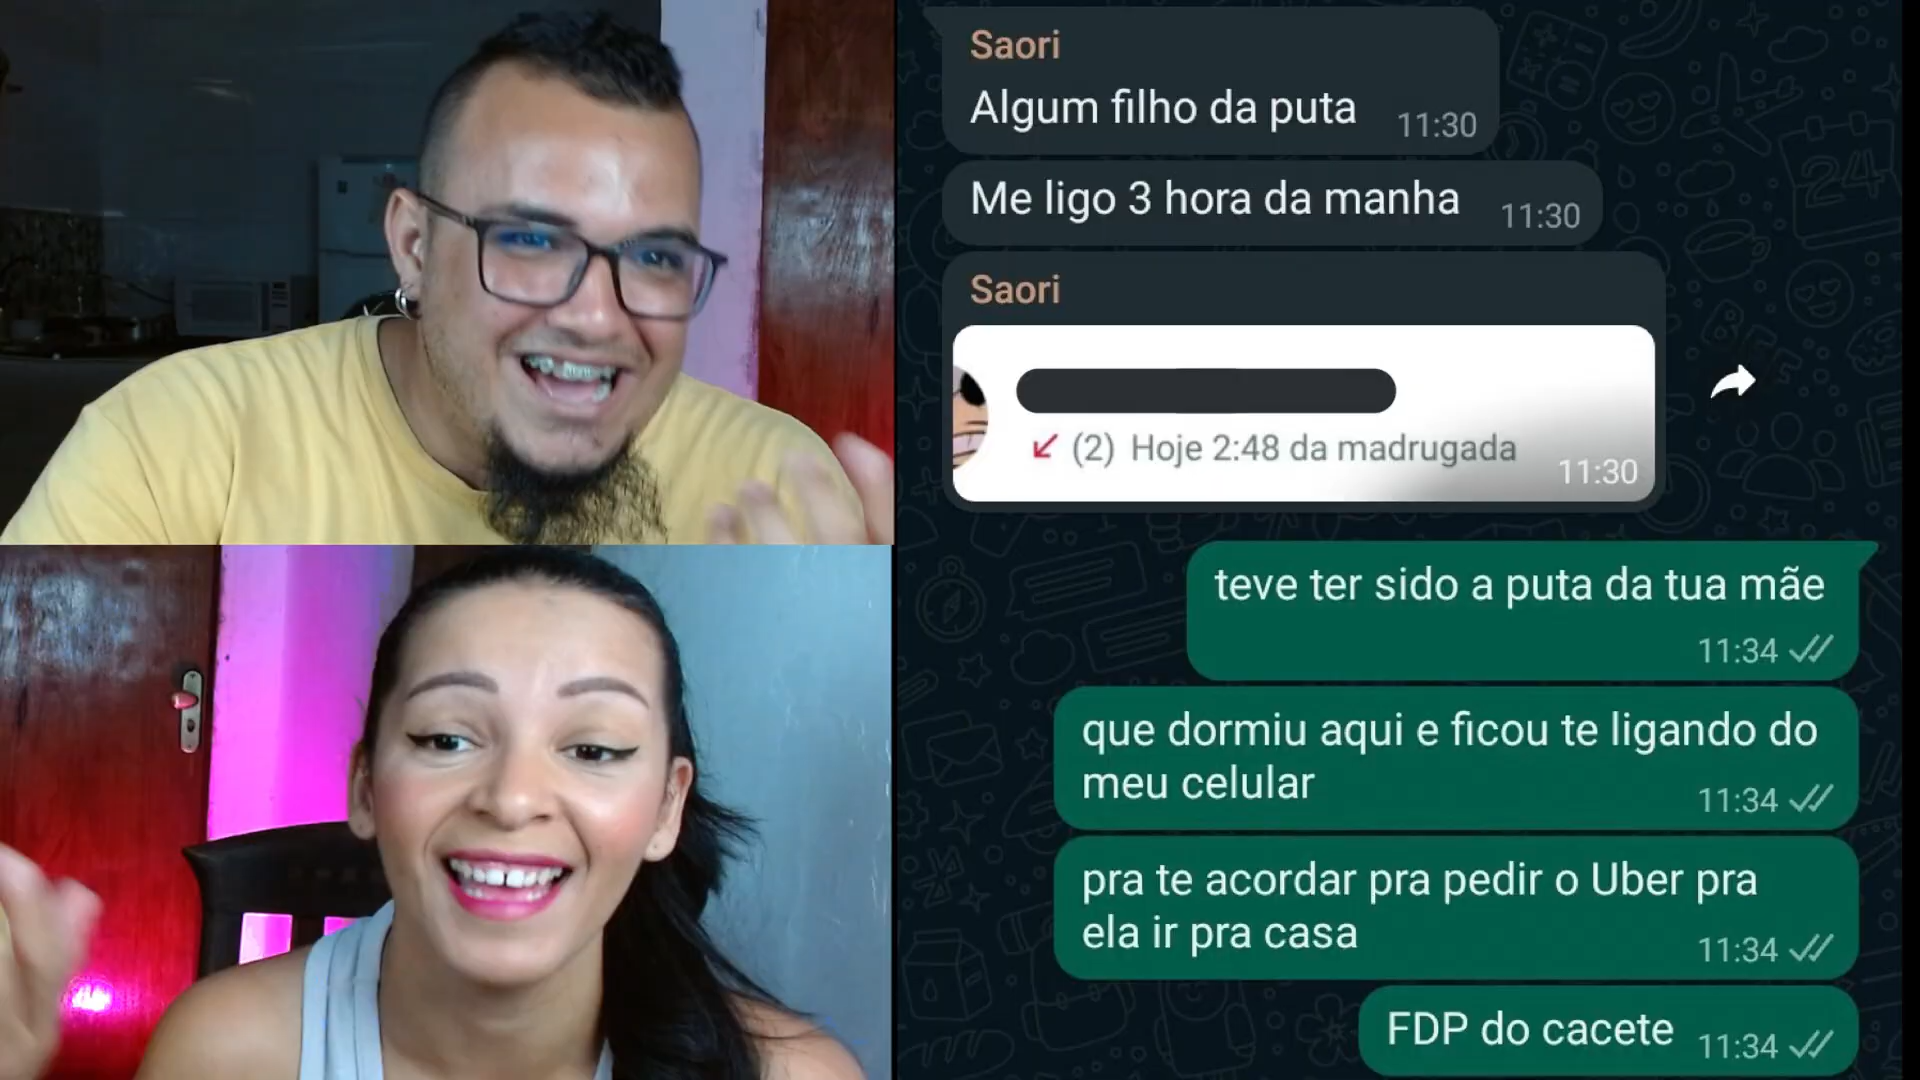 Saori
Algum filho da puta 11:30
Me ligo 3 hora da manha 11:30
Saori
(2) Hoje 2:48 da madrugada
11:30
teve ter sido a puta da tua mãe
11:34
que dormiu aqui e ficou te ligando do
meu celular 11:34
pra te acordar pra pedir o Uber pra
ela ir pra casa 11:34
FDP do cacete 11:34